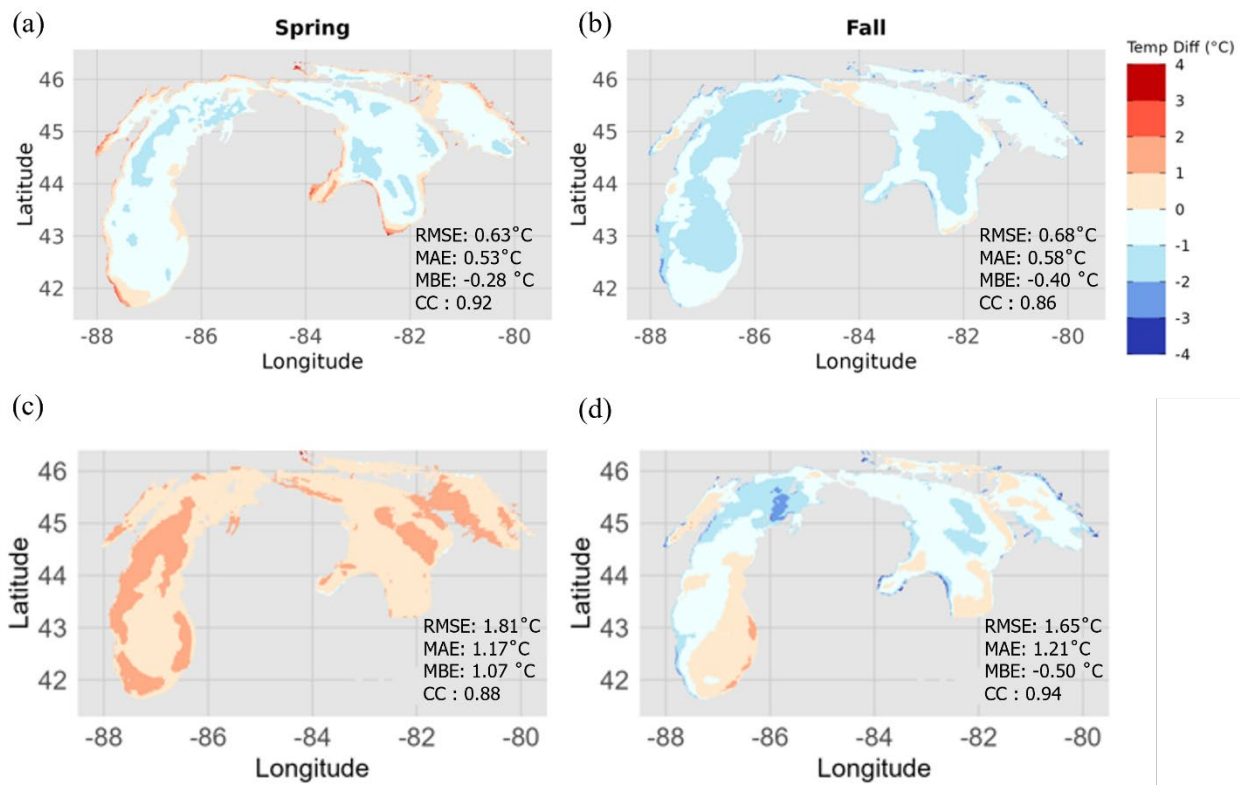 (a)
Spring
(b)
Fall
Temp Diff (°C)
4
3
2
1
0
-1
-2
-3
-4
46
45
44
43
42
Latitude
RMSE: 0.63°C
MAE: 0.53°C
MBE: -0.28 °C
CC : 0.92
-88
-86
-84
-82
-80
Longitude
46
45
44
43
42
Latitude
RMSE: 0.68°C
MAE: 0.58°C
MBE: -0.40 °C
CC : 0.86
-88
-86
-84
-82
-80
Longitude
(c)
46
45
44
43
42
Latitude
RMSE: 1.81°C
MAE: 1.17°C
MBE: 1.07 °C
CC : 0.88
-88
-86
-84
-82
-80
Longitude
(d)
46
45
44
43
42
Latitude
RMSE: 1.65°C
MAE: 1.21°C
MBE: -0.50 °C
CC : 0.94
-88
-86
-84
-82
-80
Longitude